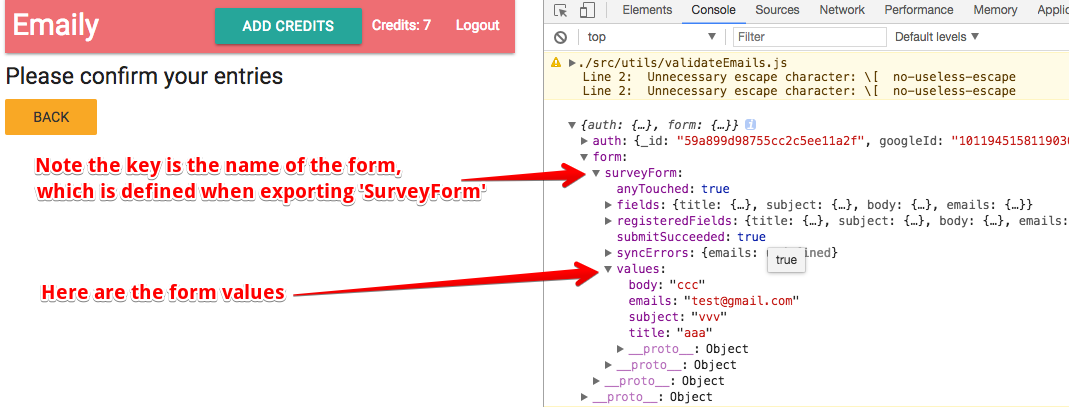 Emaily
ADD CREDITS
Credits: 7
Logout
Please confirm your entries
BACK
Note the key is the name of the form,
which is defined when exporting 'SurveyForm'
Here are the form values
Elements Console Sources Network Performance Memory Applic
top
Filter
Default levels
./src/utils/validateEmails.js
Line 2: Unnecessary escape character: \[ no-useless-escape
Line 2: Unnecessary escape character: \[ no-useless-escape
{auth: {…}, form: {…}} i
auth: {_id: "59a899d98755cc2c5ee11a2f", googleId: "1011945158119036
form:
surveyForm:
anyTouched: true
fields: {title: {…}, subject: {…}, body: {…}, emails: {…}}
registeredFields: {title: {…}, subject: {…}, body: {…}, emails:
submitSucceeded: true
syncErrors: {emails: undefined}
true
values:
body: "ccc"
emails: "test@gmail.com"
subject: "vvv"
title: "aaa"
__proto__: Object
__proto__: Object
__proto__: Object
__proto__: Object